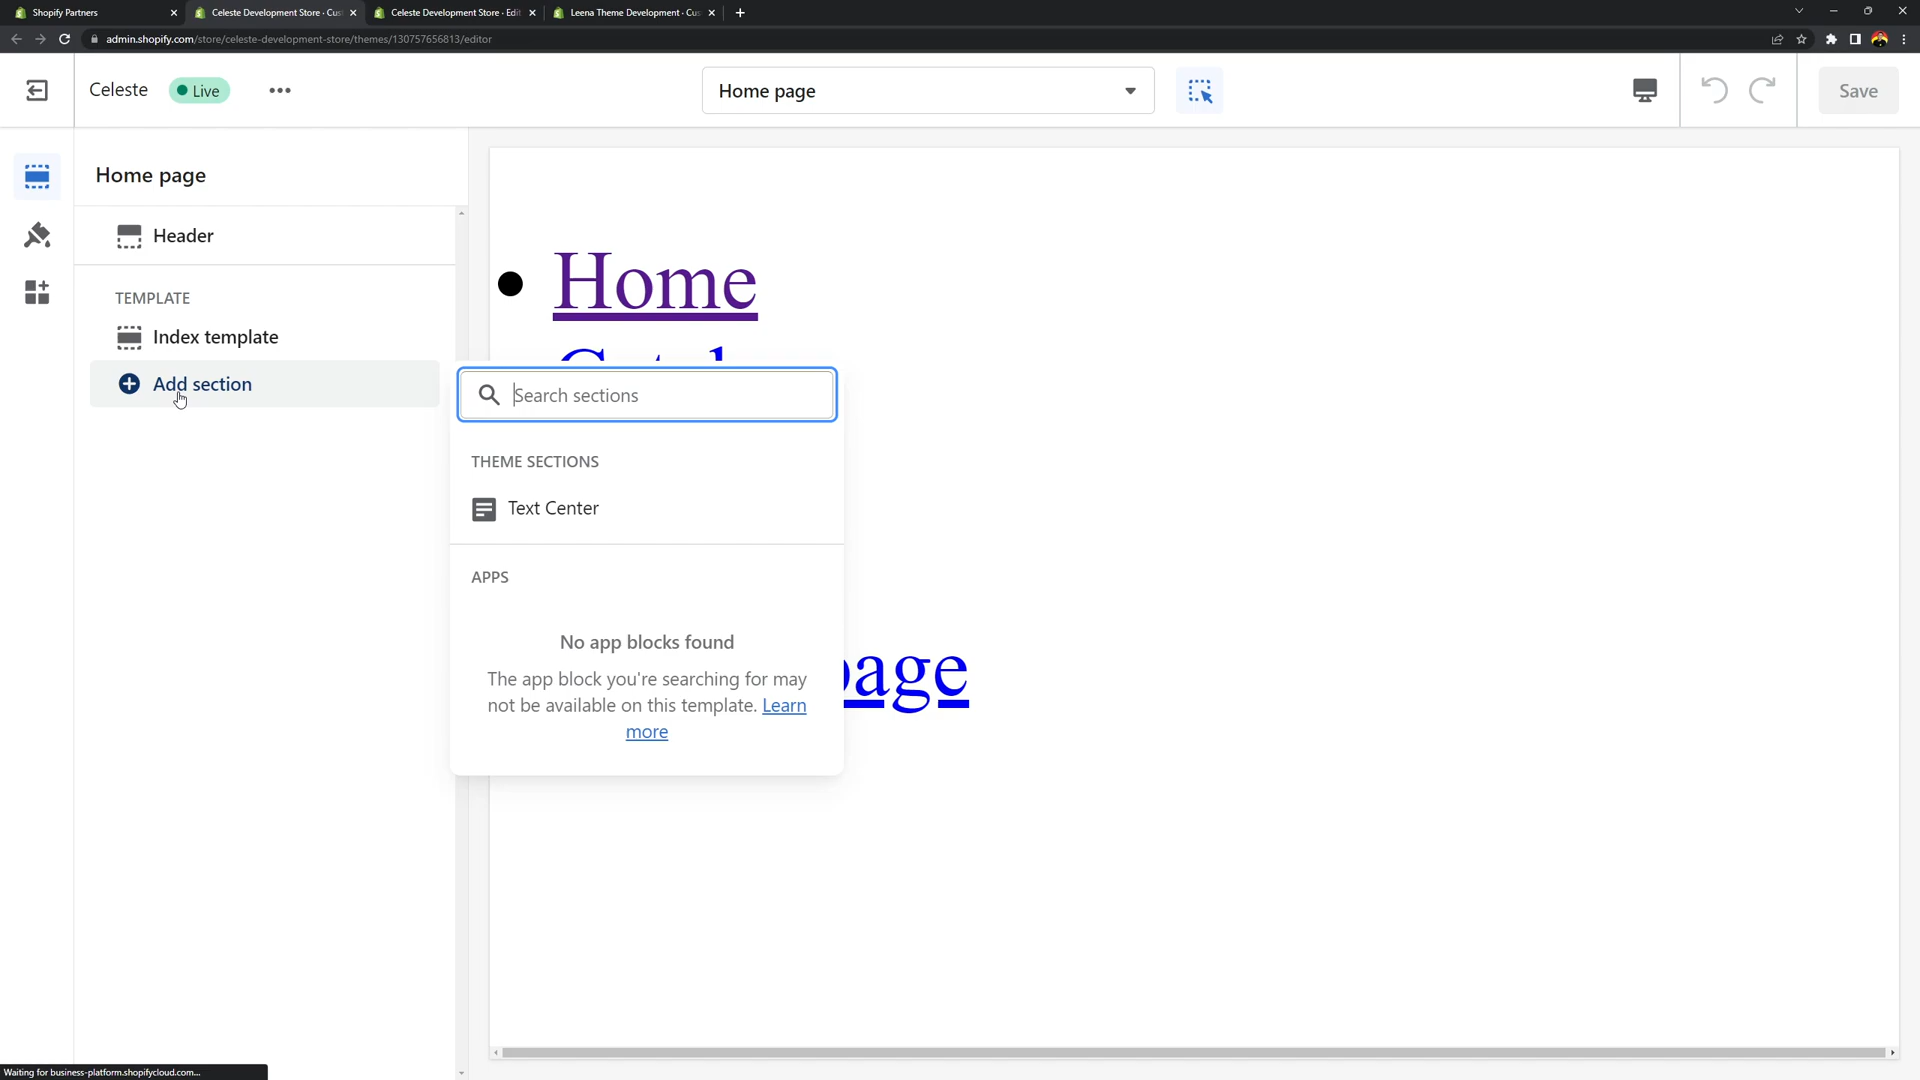 Shopify Partners
Celeste Development Store · Cus
Celeste Development Store · Edit
Leena Theme Development · Cus
admin.shopify.com/store/celeste-development-store/themes/130757656813/editor
Celeste
Live
Home page
Save
Home page
Header
TEMPLATE
Index template
Add section
Home
Search sections
THEME SECTIONS
Text Center
APPS
No app blocks found
The app block you're searching for may
not be available on this template. Learn
more
page
Waiting for business-platform.shopifycloud.com...